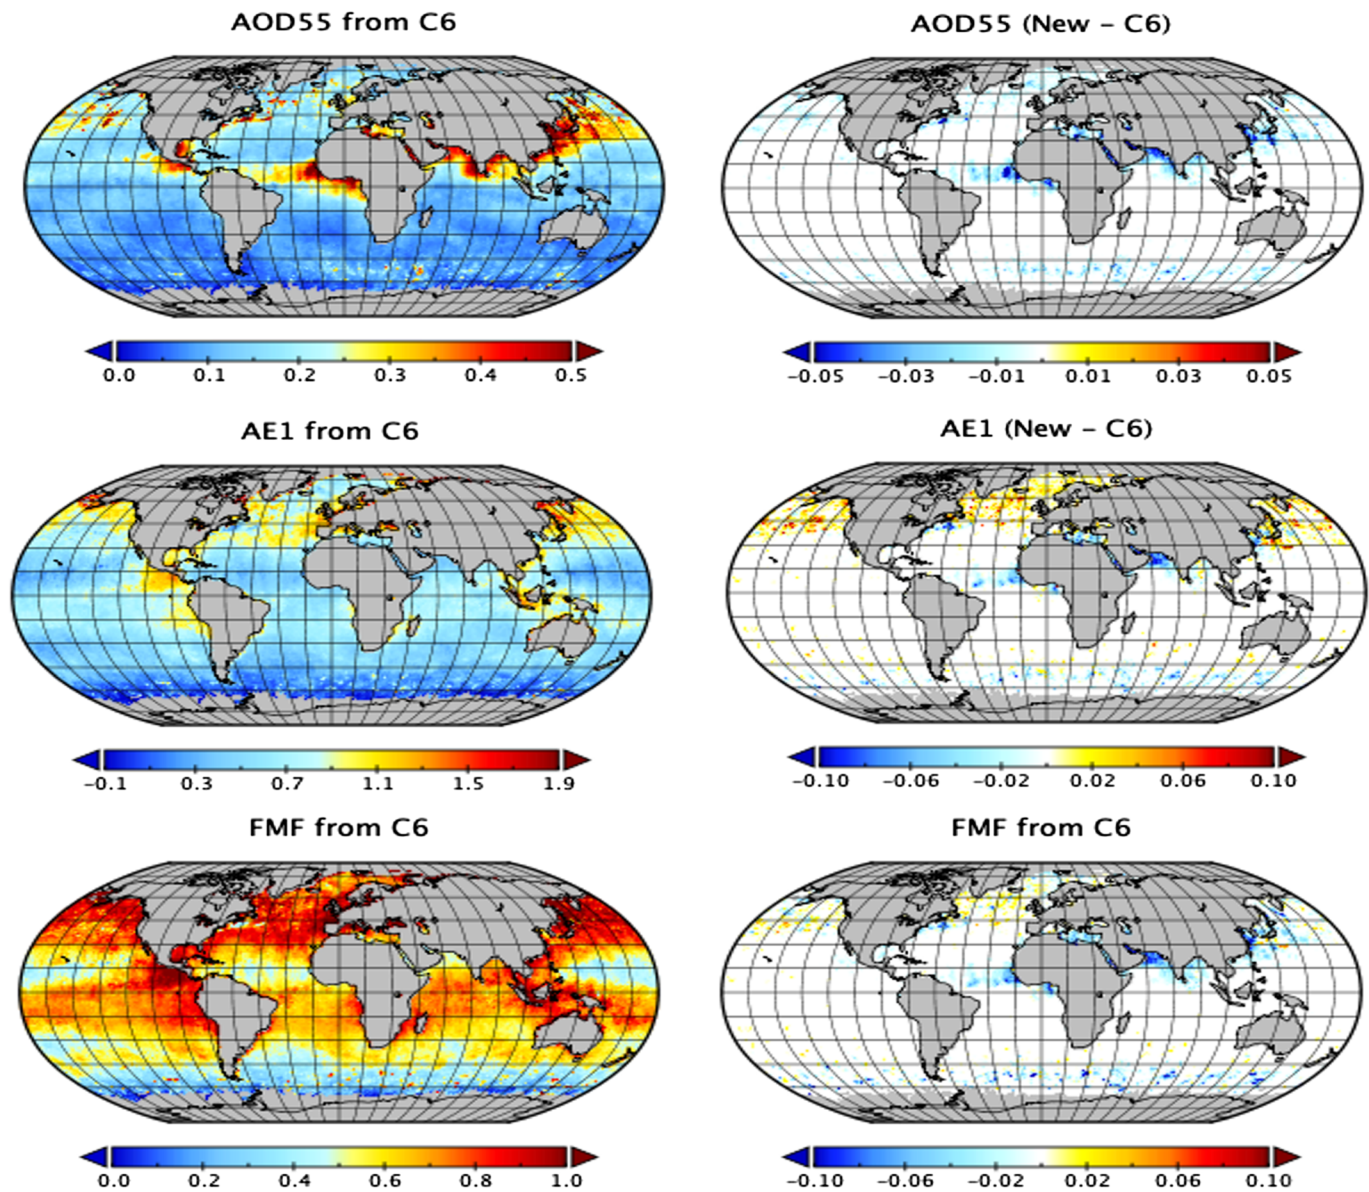 AOD55 from C6
AOD55 (New – C6)
0.0 0.1 0.2 0.3 0.4 0.5
−0.05 −0.03 −0.01 0.01 0.03 0.05
AE1 from C6
AE1 (New – C6)
−0.1 0.3 0.7 1.1 1.5 1.9
−0.10 −0.06 −0.02 0.02 0.06 0.10
FMF from C6
FMF from C6
0.0 0.2 0.4 0.6 0.8 1.0
−0.10 −0.06 −0.02 0.02 0.06 0.10